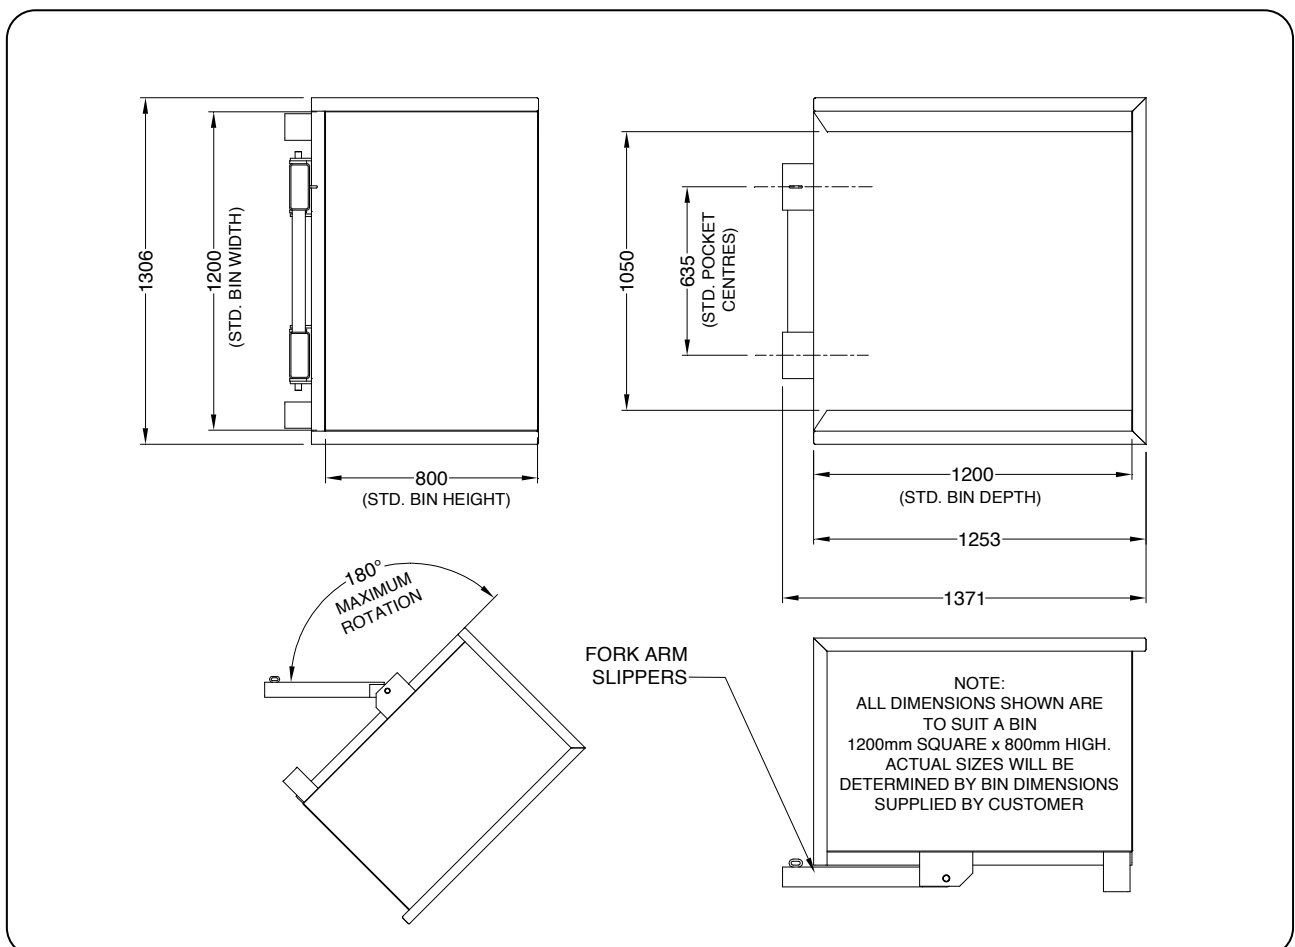 1306
1200
(STD. BIN WIDTH)
800
(STD. BIN HEIGHT)
1050
635
(STD. POCKET
CENTRES)
1200
(STD. BIN DEPTH)
1253
1371
180°
MAXIMUM
ROTATION
FORK ARM
SLIPPERS
NOTE:
ALL DIMENSIONS SHOWN ARE
TO SUIT A BIN
1200mm SQUARE x 800mm HIGH.
ACTUAL SIZES WILL BE
DETERMINED BY BIN DIMENSIONS
SUPPLIED BY CUSTOMER